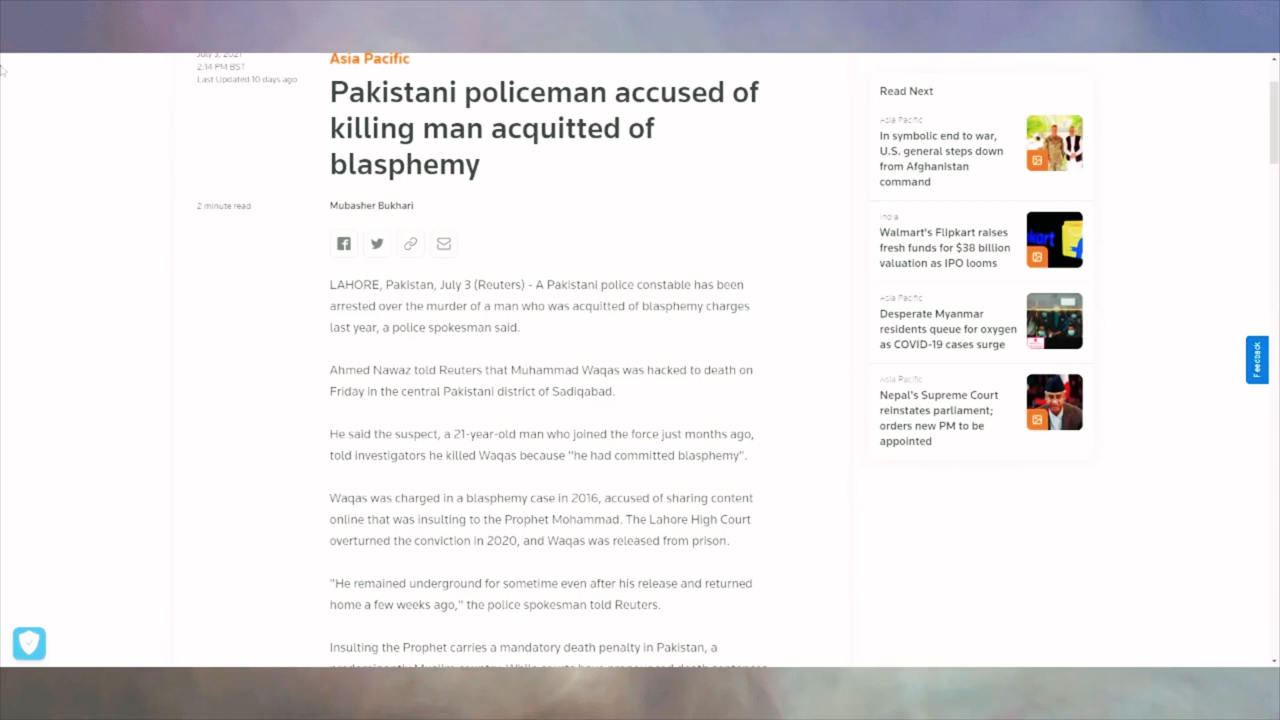 July 3, 2021
2:14 PM BST
Last Updated 10 days ago
Asia Pacific
Pakistani policeman accused of
killing man acquitted of
blasphemy
2 minute read
Mubasher Bukhari
LAHORE, Pakistan, July 3 (Reuters) - A Pakistani police constable has been
arrested over the murder of a man who was acquitted of blasphemy charges
last year, a police spokesman said.
Ahmed Nawaz told Reuters that Muhammad Waqas was hacked to death on
Friday in the central Pakistani district of Sadiqabad.
He said the suspect, a 21-year-old man who joined the force just months ago,
told investigators he killed Waqas because "he had committed blasphemy".
Waqas was charged in a blasphemy case in 2016, accused of sharing content
online that was insulting to the Prophet Mohammad. The Lahore High Court
overturned the conviction in 2020, and Waqas was released from prison.
"He remained underground for sometime even after his release and returned
home a few weeks ago," the police spokesman told Reuters.
Insulting the Prophet carries a mandatory death penalty in Pakistan, a
Read Next
Asia Pacific
In symbolic end to war,
U.S. general steps down
from Afghanistan
command
India
Walmart's Flipkart raises
fresh funds for $38 billion
valuation as IPO looms
Asia Pacific
Desperate Myanmar
residents queue for oxygen
as COVID-19 cases surge
Asia Pacific
Nepal's Supreme Court
reinstates parliament;
orders new PM to be
appointed
Feedback